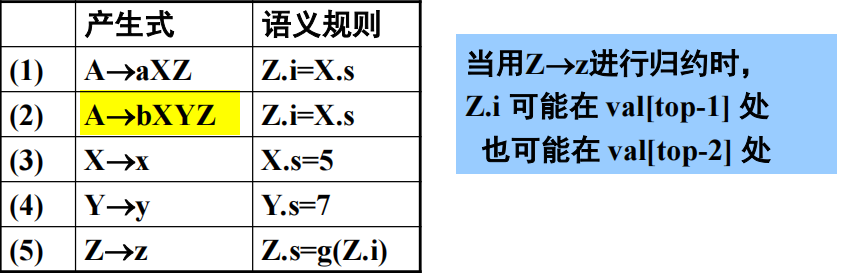 产生式 语义规则
(1) A→aXZ Z.i=X.s
(2) A→bXYZ Z.i=X.s
(3) X→x X.s=5
(4) Y→y Y.s=7
(5) Z→z Z.s=g(Z.i)
当用Z→z进行归约时，
Z.i 可能在 val[top-1] 处
也可能在 val[top-2] 处